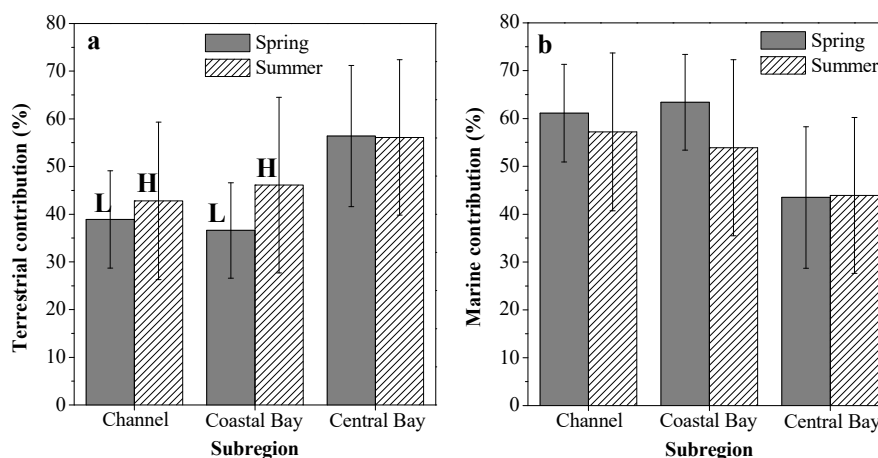 a
Spring
Summer
Terrestrial contribution (%)
80
70
60
50
40
30
20
10
0
L
H
L
H
Channel
Coastal Bay
Central Bay
Subregion
b
Spring
Summer
Marine contribution (%)
80
70
60
50
40
30
20
10
0
Channel
Coastal Bay
Central Bay
Subregion